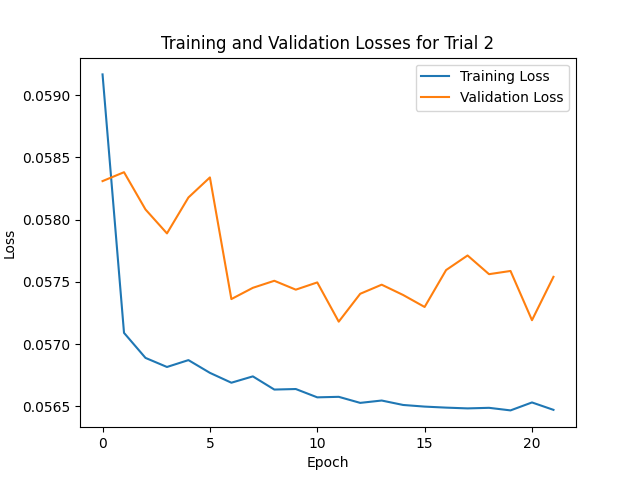 Training and Validation Losses for Trial 2
Training Loss
Validation Loss
0.0590
0.0585
0.0580
0.0575
0.0570
0.0565
Loss
0
5
10
15
20
Epoch